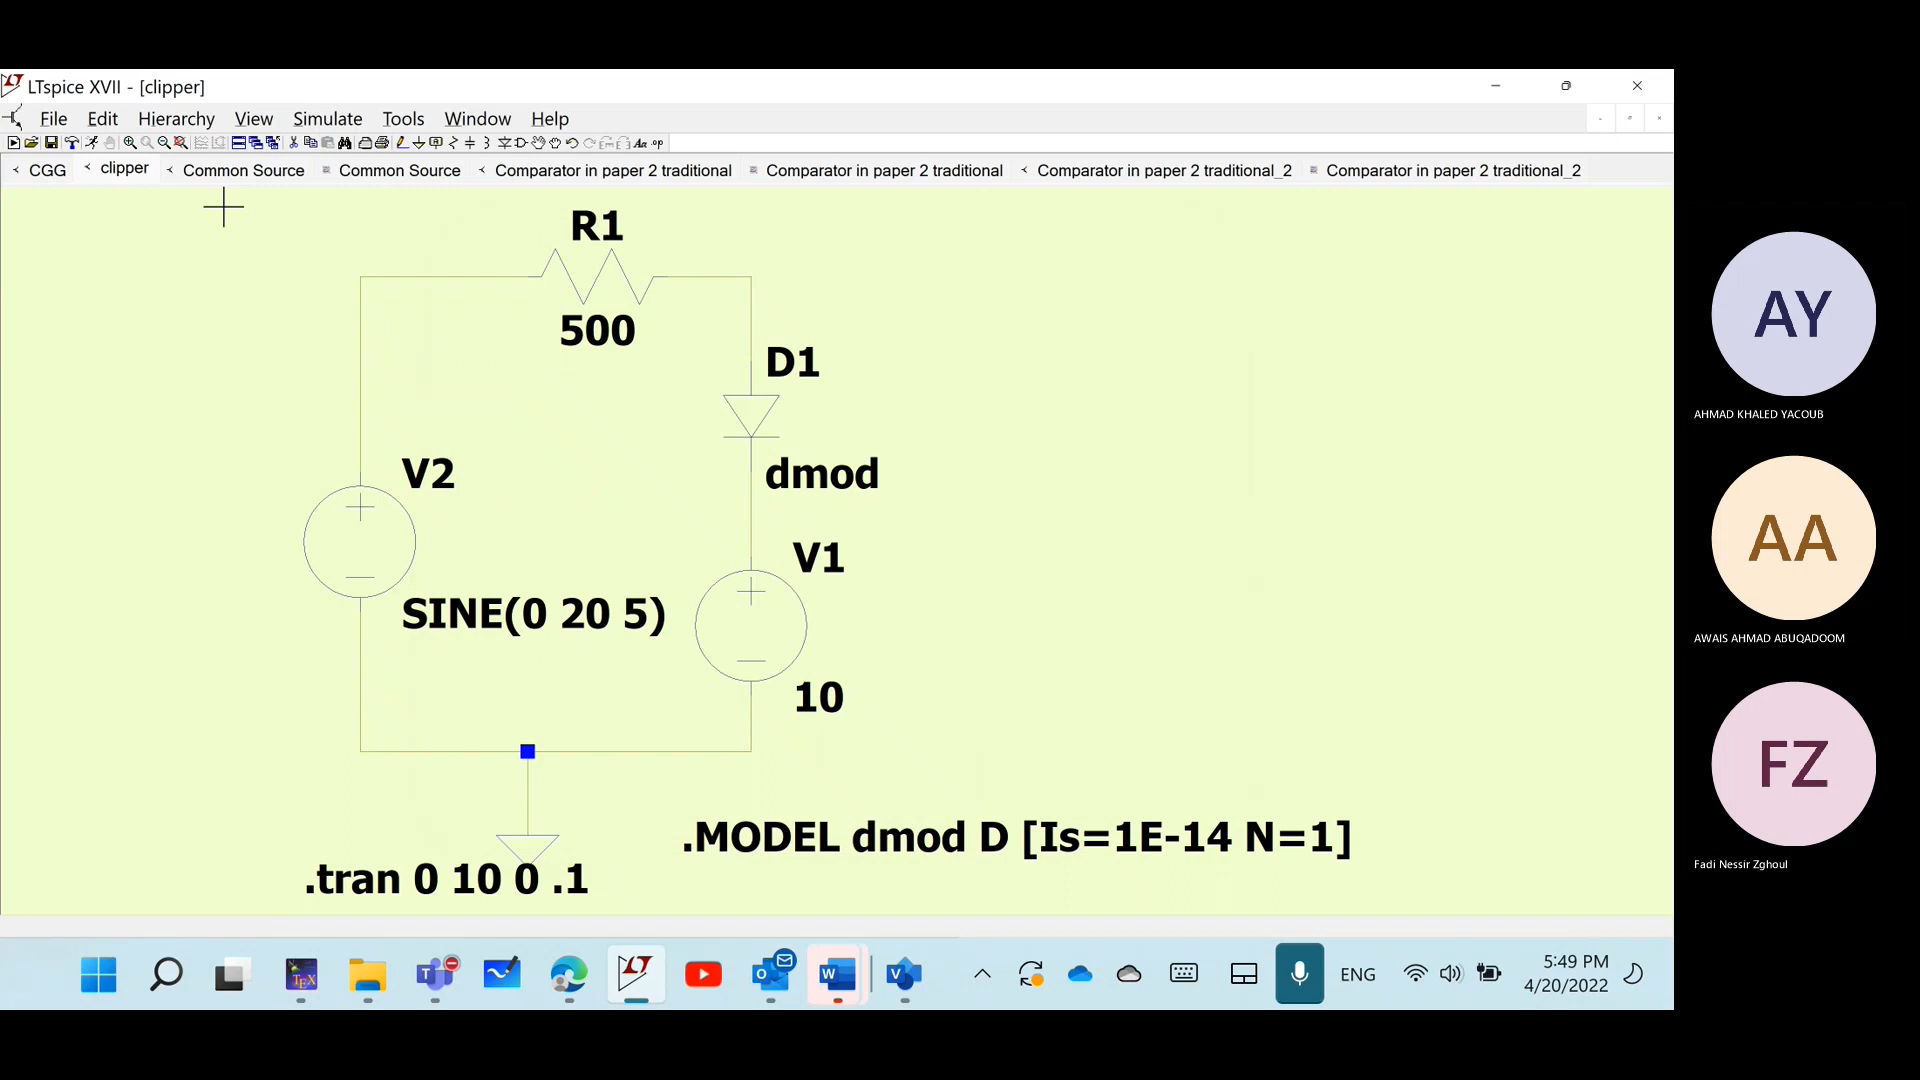 LTspice XVII - [clipper]
File Edit Hierarchy View Simulate Tools Window Help
CGG clipper Common Source Common Source Comparator in paper 2 traditional Comparator in paper 2 traditional Comparator in paper 2 traditional_2 Comparator in paper 2 traditional_2
R1
500
D1
dmod
V2
SINE(0 20 5)
V1
10
.MODEL dmod D [Is=1E-14 N=1]
.tran 0 10 0 .1
AY
AHMAD KHALED YACOUB
AA
AWAIS AHMAD ABUQADOOM
FZ
Fadi Nessir Zghoul
ENG
5:49 PM
4/20/2022